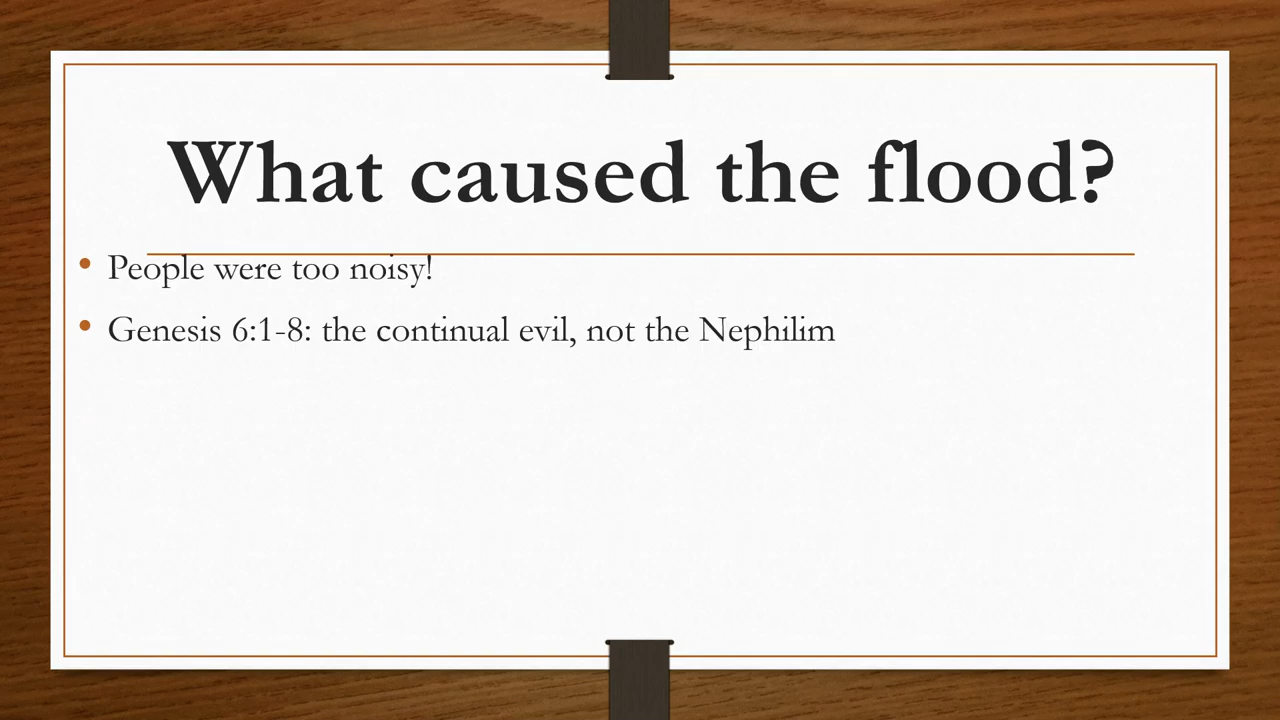 What caused the flood?
• People were too noisy!
• Genesis 6:1-8: the continual evil, not the Nephilim